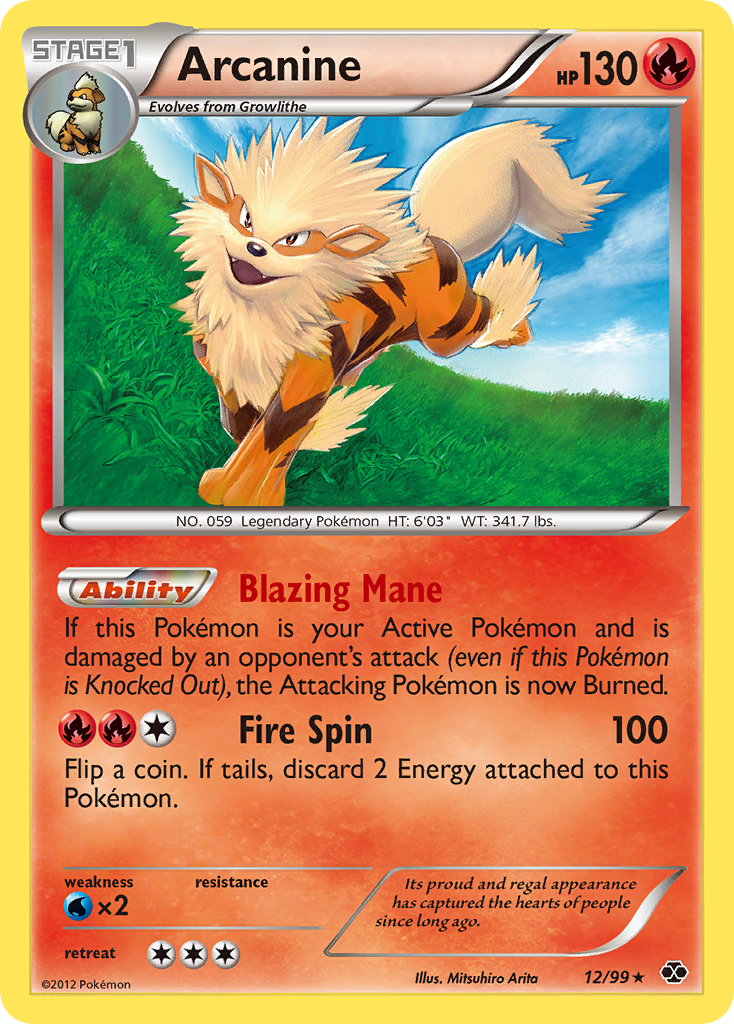 STAGE1
Arcanine
HP130
Evolves from Growlithe
NO. 059 Legendary Pokémon HT: 6'03" WT: 341.7 lbs.
Ability Blazing Mane
If this Pokémon is your Active Pokémon and is
damaged by an opponent's attack (even if this Pokémon
is Knocked Out), the Attacking Pokémon is now Burned.
Fire Spin 100
Flip a coin. If tails, discard 2 Energy attached to this
Pokémon.
weakness resistance
×2
retreat
Its proud and regal appearance
has captured the hearts of people
since long ago.
©2012 Pokémon Illus. Mitsuhiro Arita 12/99 ★